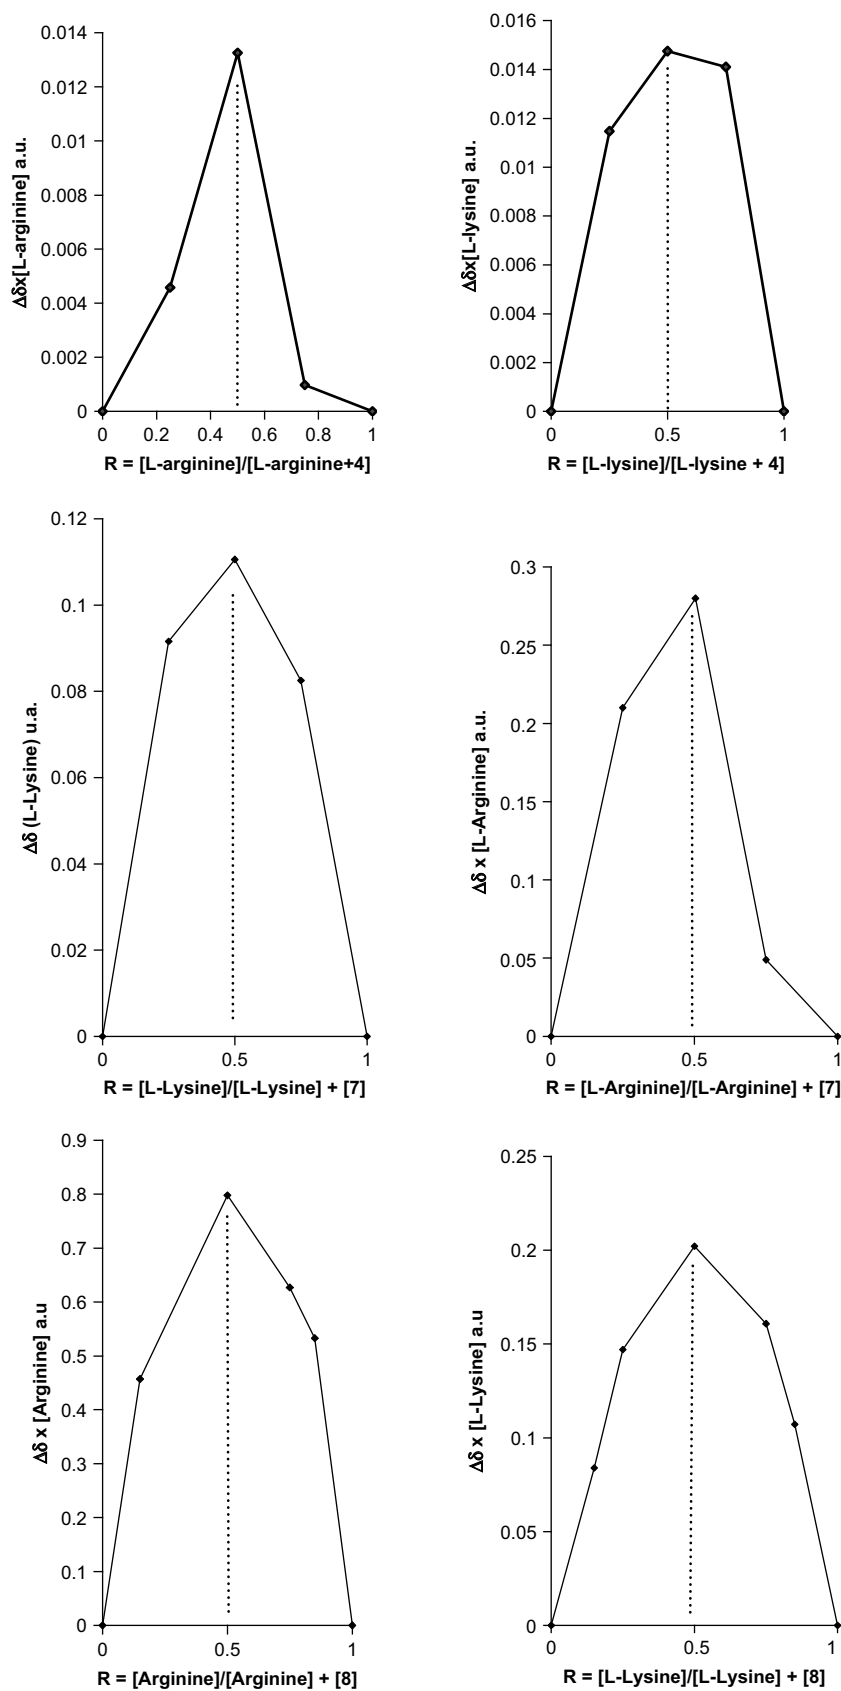 0.014
0.012
0.01
0.008
0.006
0.004
0.002
0
Δδx[L-arginine] a.u.
0 0.2 0.4 0.6 0.8 1
R = [L-arginine]/[L-arginine+4]
0.016
0.014
0.012
0.01
0.008
0.006
0.004
0.002
0
Δδx[L-lysine] a.u.
0 0.5 1
R = [L-lysine]/[L-lysine + 4]
0.12
0.1
0.08
0.06
0.04
0.02
0
Δδ (L-Lysine) u.a.
0 0.5 1
R = [L-Lysine]/[L-Lysine] + [7]
0.3
0.25
0.2
0.15
0.1
0.05
0
Δδ x [L-Arginine] a.u.
0 0.5 1
R = [L-Arginine]/[L-Arginine] + [7]
0.9
0.8
0.7
0.6
0.5
0.4
0.3
0.2
0.1
0
Δδ x [Arginine] a.u
0 0.5 1
R = [Arginine]/[Arginine] + [8]
0.25
0.2
0.15
0.1
0.05
0
Δδ x [L-Lysine] a.u
0 0.5 1
R = [L-Lysine]/[L-Lysine] + [8]